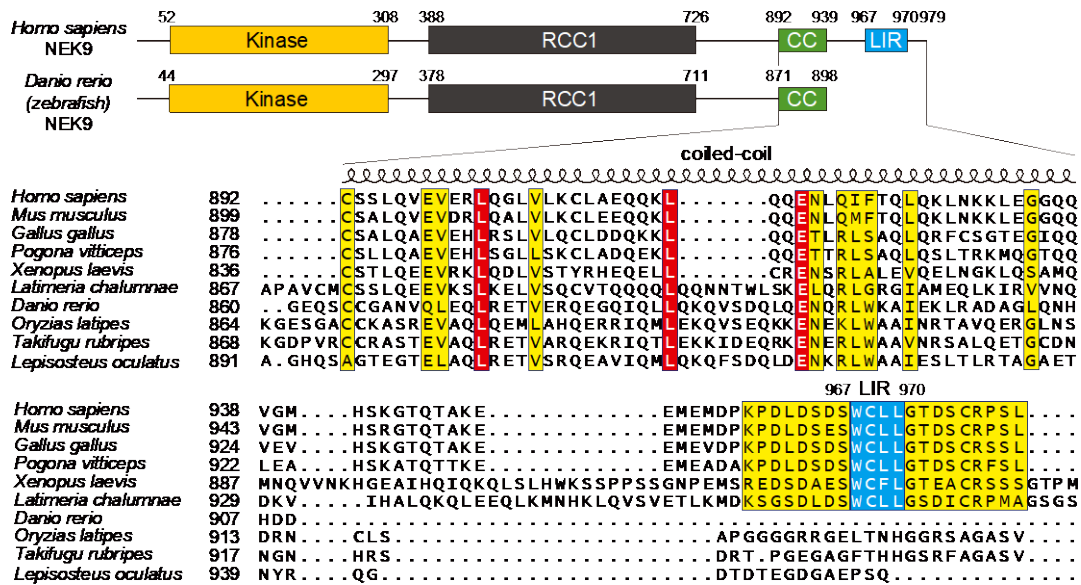 52 308 388 726 892 939 967 970 979
Homo sapiens NEK9 Kinase RCC1 CC LIR
44 297 378 711 871 898
Danio rerio (zebrafish) NEK9 Kinase RCC1 CC
coiled-coil
Homo sapiens 892 .....CSSLQVEVERLQGLVLKCLAEQQKL.......QQENLQIFTQLQKLNKKLEGGQQ
Mus musculus 899 .....CSALQVEVDRLQALVLKCLEEQQKL.......QQENLQMFTQLQKLNKKLEGGQQ
Gallus gallus 878 .....CSALQAEVEHLRSLVLQCLDDQKKL.......QQETLRLSAQLQRFCSGTEGIQQ
Pogona vitticeps 876 .....CSLLQAEVEHLSGLLSKCLADQEKL.......QQETTRLSAQLQSLTRKMQGTQQ
Xenopus laevis 836 .....CSTLQEEVRKLQDLVSTYRHEQELL.......CRENSRLALEVQELNGKLQSAMQ
Latimeria chalumnae 867 APAVCMCSSLQEEVKSLKELVSQCVTQQQQLQQNNTWLSKELQRLGRGIAMEQLKIRVVNQ
Danio rerio 860 ..GEQSCCGANVQLEQLRETVERQEGQIQLLQKQVSDQLQENQRLWKAIEKLRADAGLQNH
Oryzias latipes 864 KGESGACCKASREVAQLQEMLAHQERRIQMLEKQVSEQKKENEKLWAAINRTAVQERGLNS
Takifugu rubripes 868 KGDPVRCCRASTEVAQLRETVARQEKRIQTLEKKIDEQRKENERLWAAVNRSALQETGCDN
Lepisosteus oculatus 891 A.GHQSAGTEGTELAQLRETVSRQEAVIQMLQKQFSDQLDENKRLWAAIESLTLRTAGAET
967 LIR 970
Homo sapiens 938 VGM....HSKGTQTAKE..............EMEMDPKPDLDSDSWCLLGTDSCRPSL....
Mus musculus 943 VGM....HSRGTQTAKE..............EMEMDPKPDLDSESWCLLGTDSCRPSL....
Gallus gallus 924 VEV....HSKGTQTAKE..............EMEVDPKPDLDSDSWCLLGTDSCRPSL....
Pogona vitticeps 922 LEA....HSKATQTTKE..............EMEADAKPDLDSDSWCLLGTDSCRFSL....
Xenopus laevis 887 MNQVVNKHGEAIHQIQKQLSLHWKSSPPSSGNPEMSREDSDAESWCFLGTEACRSSSGTPM
Latimeria chalumnae 929 DKV....IHALQKQLEEQLKMNHKLQVSVETLKMDKSGSDLDSWCLLGSDICRPMAGSGS
Danio rerio 907 HDD..........................................................
Oryzias latipes 913 DRN....CLS....................APGGGGRRGELTNHGGRSAGASV....
Takifugu rubripes 917 NGN....HRS....................DRT.PGEGAGFTHHGSRFAGASV....
Lepisosteus oculatus 939 NYR....QG.....................DTDTEGDGAEPSQ..............